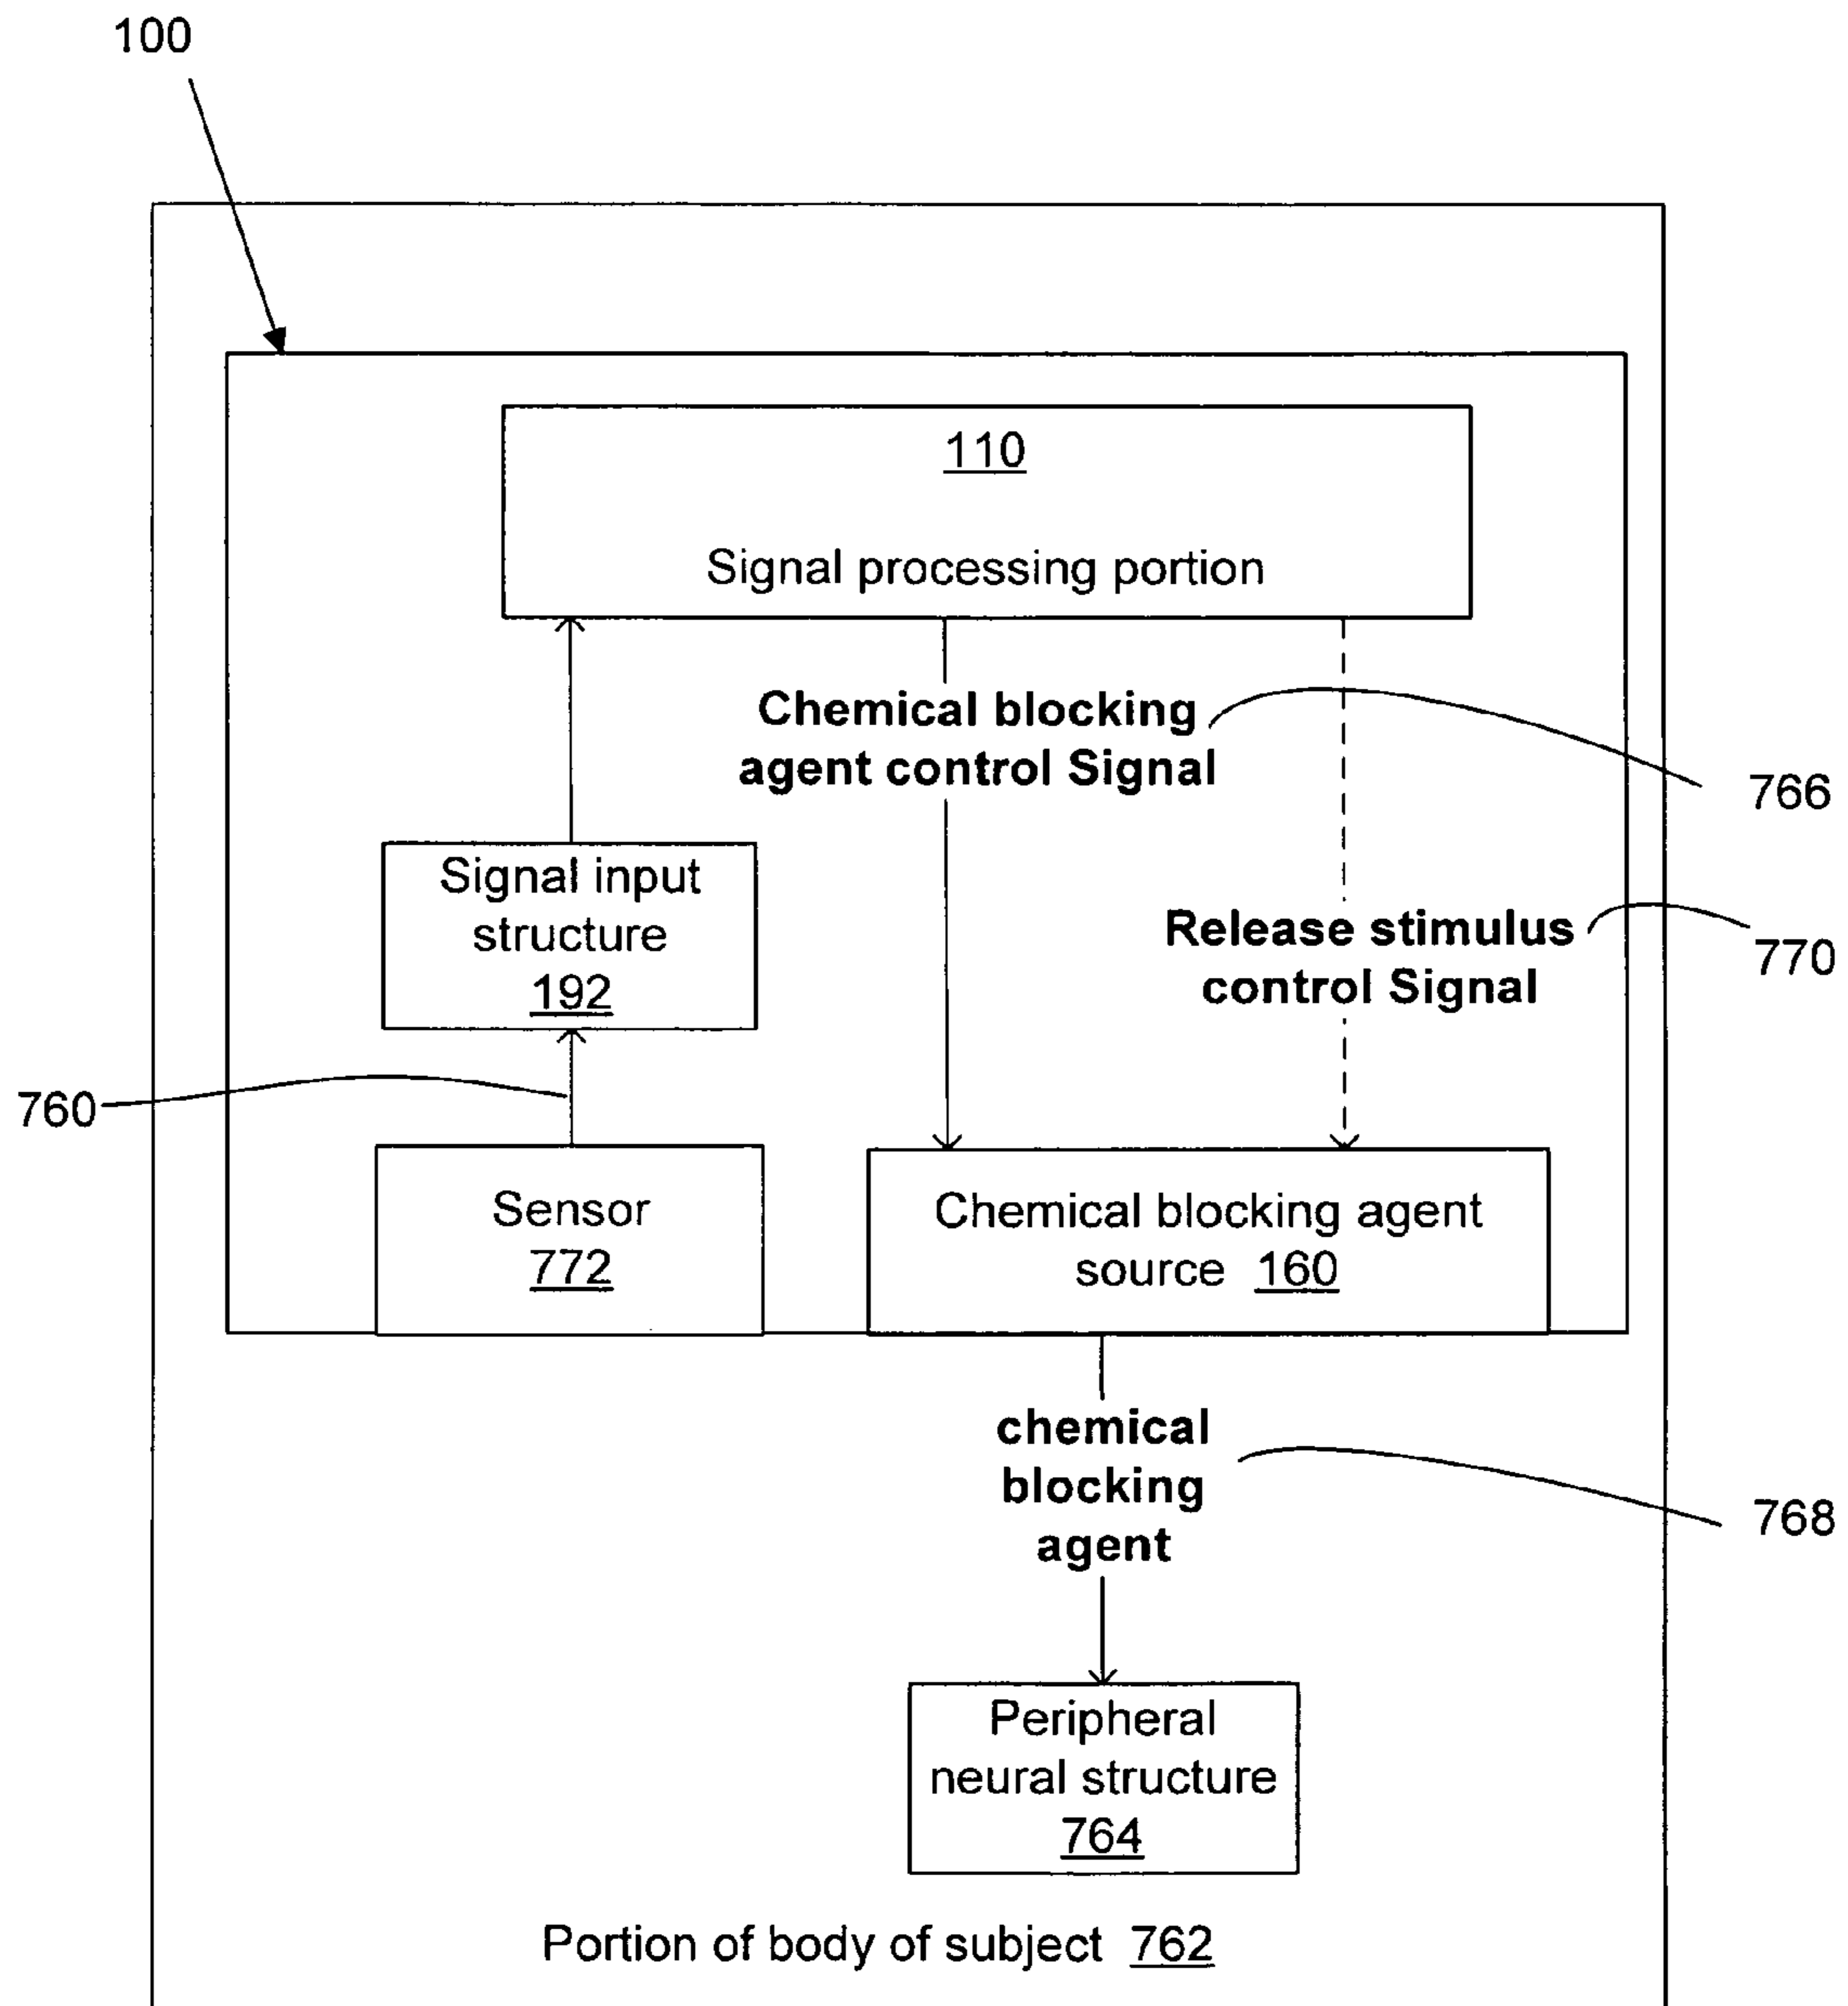 100
110
Signal processing portion
Chemical blocking
agent control Signal
766
Signal input
structure
192
Release stimulus
control Signal
770
760
Sensor
772
Chemical blocking agent
source 160
chemical
blocking
agent
768
Peripheral
neural structure
764
Portion of body of subject 762